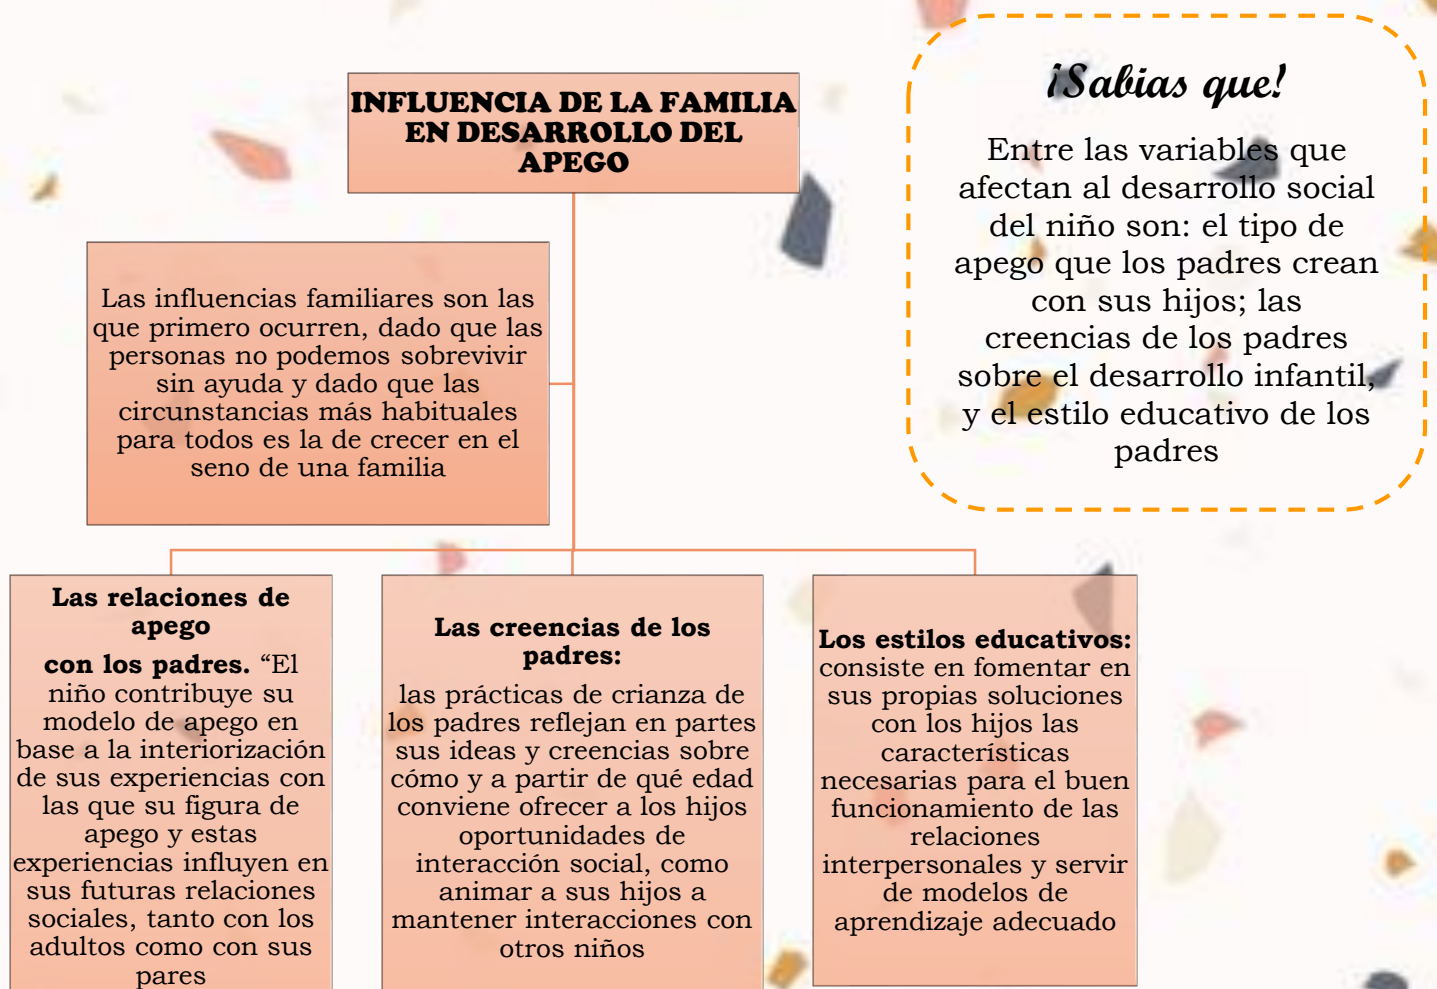 INFLUENCIA DE LA FAMILIA
EN DESARROLLO DEL
APEGO
¡Sabias que!
Entre las variables que
afectan al desarrollo social
del niño son: el tipo de
apego que los padres crean
con sus hijos; las
creencias de los padres
sobre el desarrollo infantil,
y el estilo educativo de los
padres
Las influencias familiares son las
que primero ocurren, dado que las
personas no podemos sobrevivir
sin ayuda y dado que las
circunstancias más habituales
para todos es la de crecer en el
seno de una familia
Las relaciones de
apego
con los padres. “El
niño contribuye su
modelo de apego en
base a la interiorización
de sus experiencias con
las que su figura de
apego y estas
experiencias influyen en
sus futuras relaciones
sociales, tanto con los
adultos como con sus
pares
Las creencias de los
padres:
las prácticas de crianza de
los padres reflejan en partes
sus ideas y creencias sobre
cómo y a partir de qué edad
conviene ofrecer a los hijos
oportunidades de
interacción social, como
animar a sus hijos a
mantener interacciones con
otros niños
Los estilos educativos:
consiste en fomentar en
sus propias soluciones
con los hijos las
características
necesarias para el buen
funcionamiento de las
relaciones
interpersonales y servir
de modelos de
aprendizaje adecuado